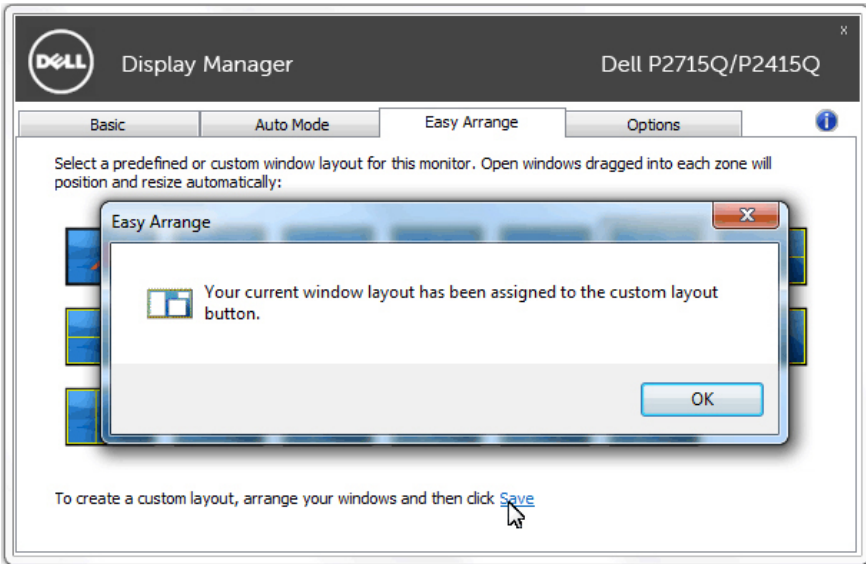 x
DELL
Display Manager
Dell P2715Q/P2415Q
Basic
Auto Mode
Easy Arrange
Options
i
Select a predefined or custom window layout for this monitor. Open windows dragged into each zone will
position and resize automatically:
Easy Arrange
x
Your current window layout has been assigned to the custom layout
button.
OK
To create a custom layout, arrange your windows and then click Save